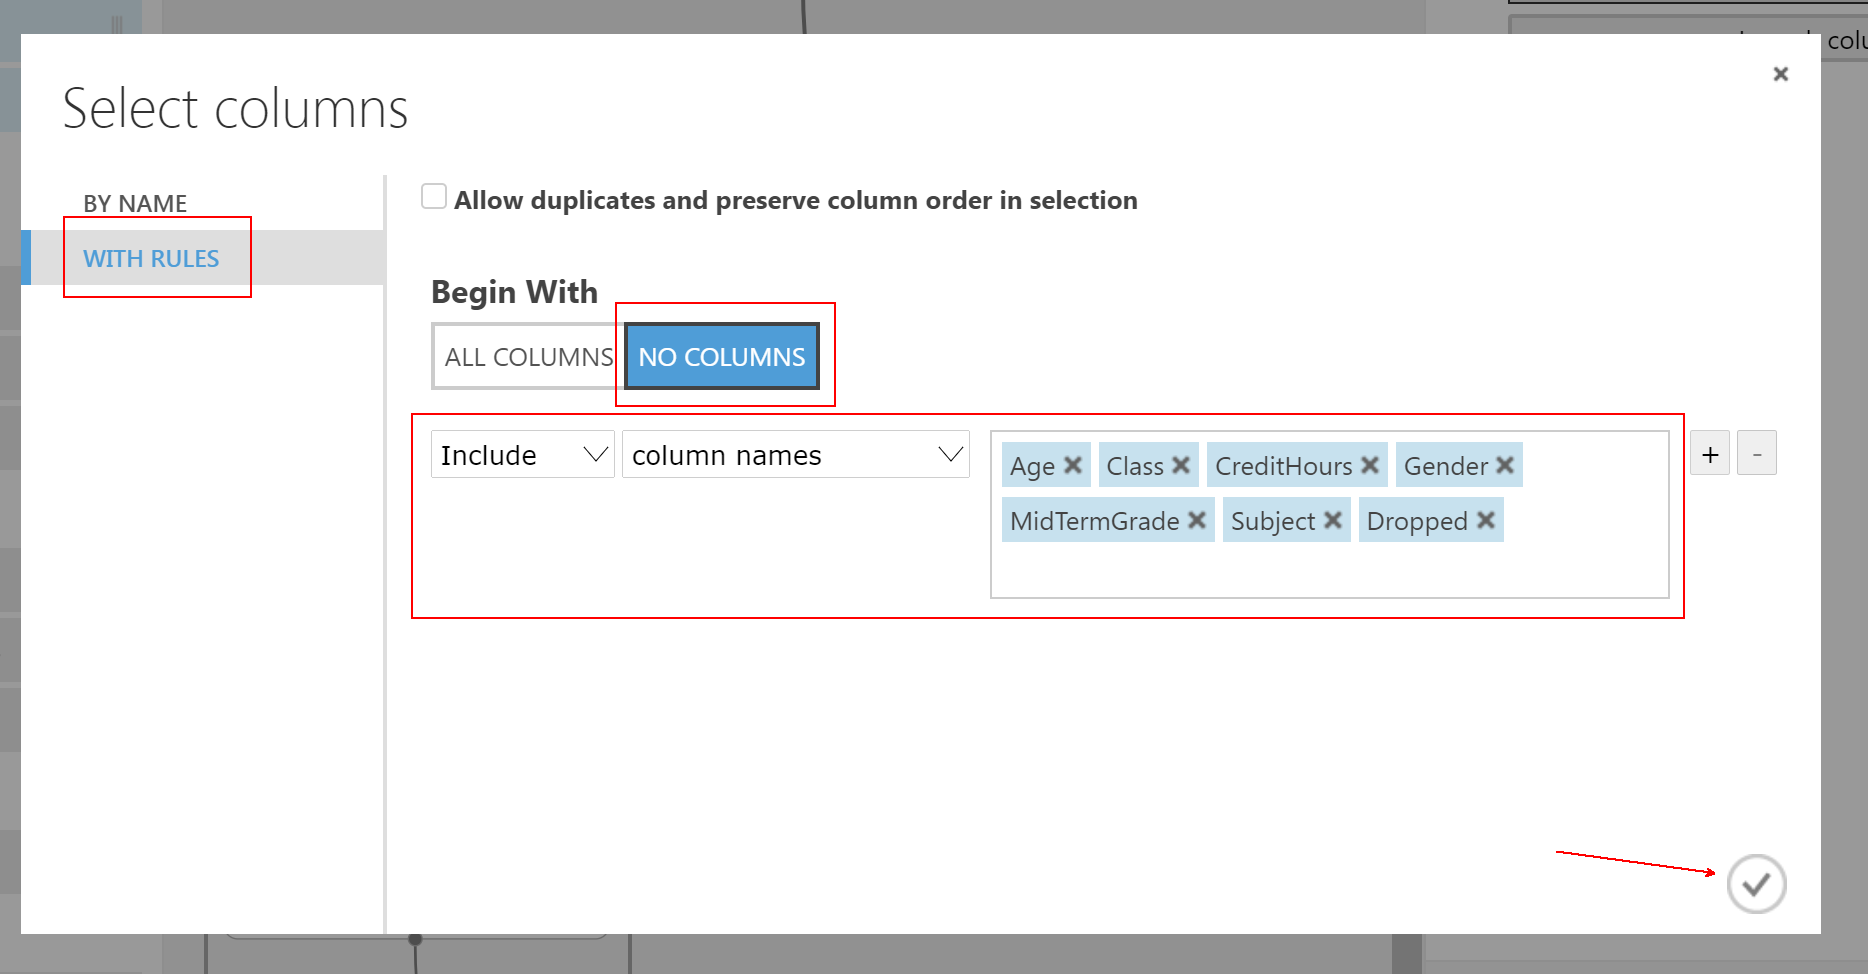 colu
Select columns
BY NAME
WITH RULES
Allow duplicates and preserve column order in selection
Begin With
ALL COLUMNS NO COLUMNS
Include column names Age Class CreditHours Gender + -
MidTermGrade Subject Dropped